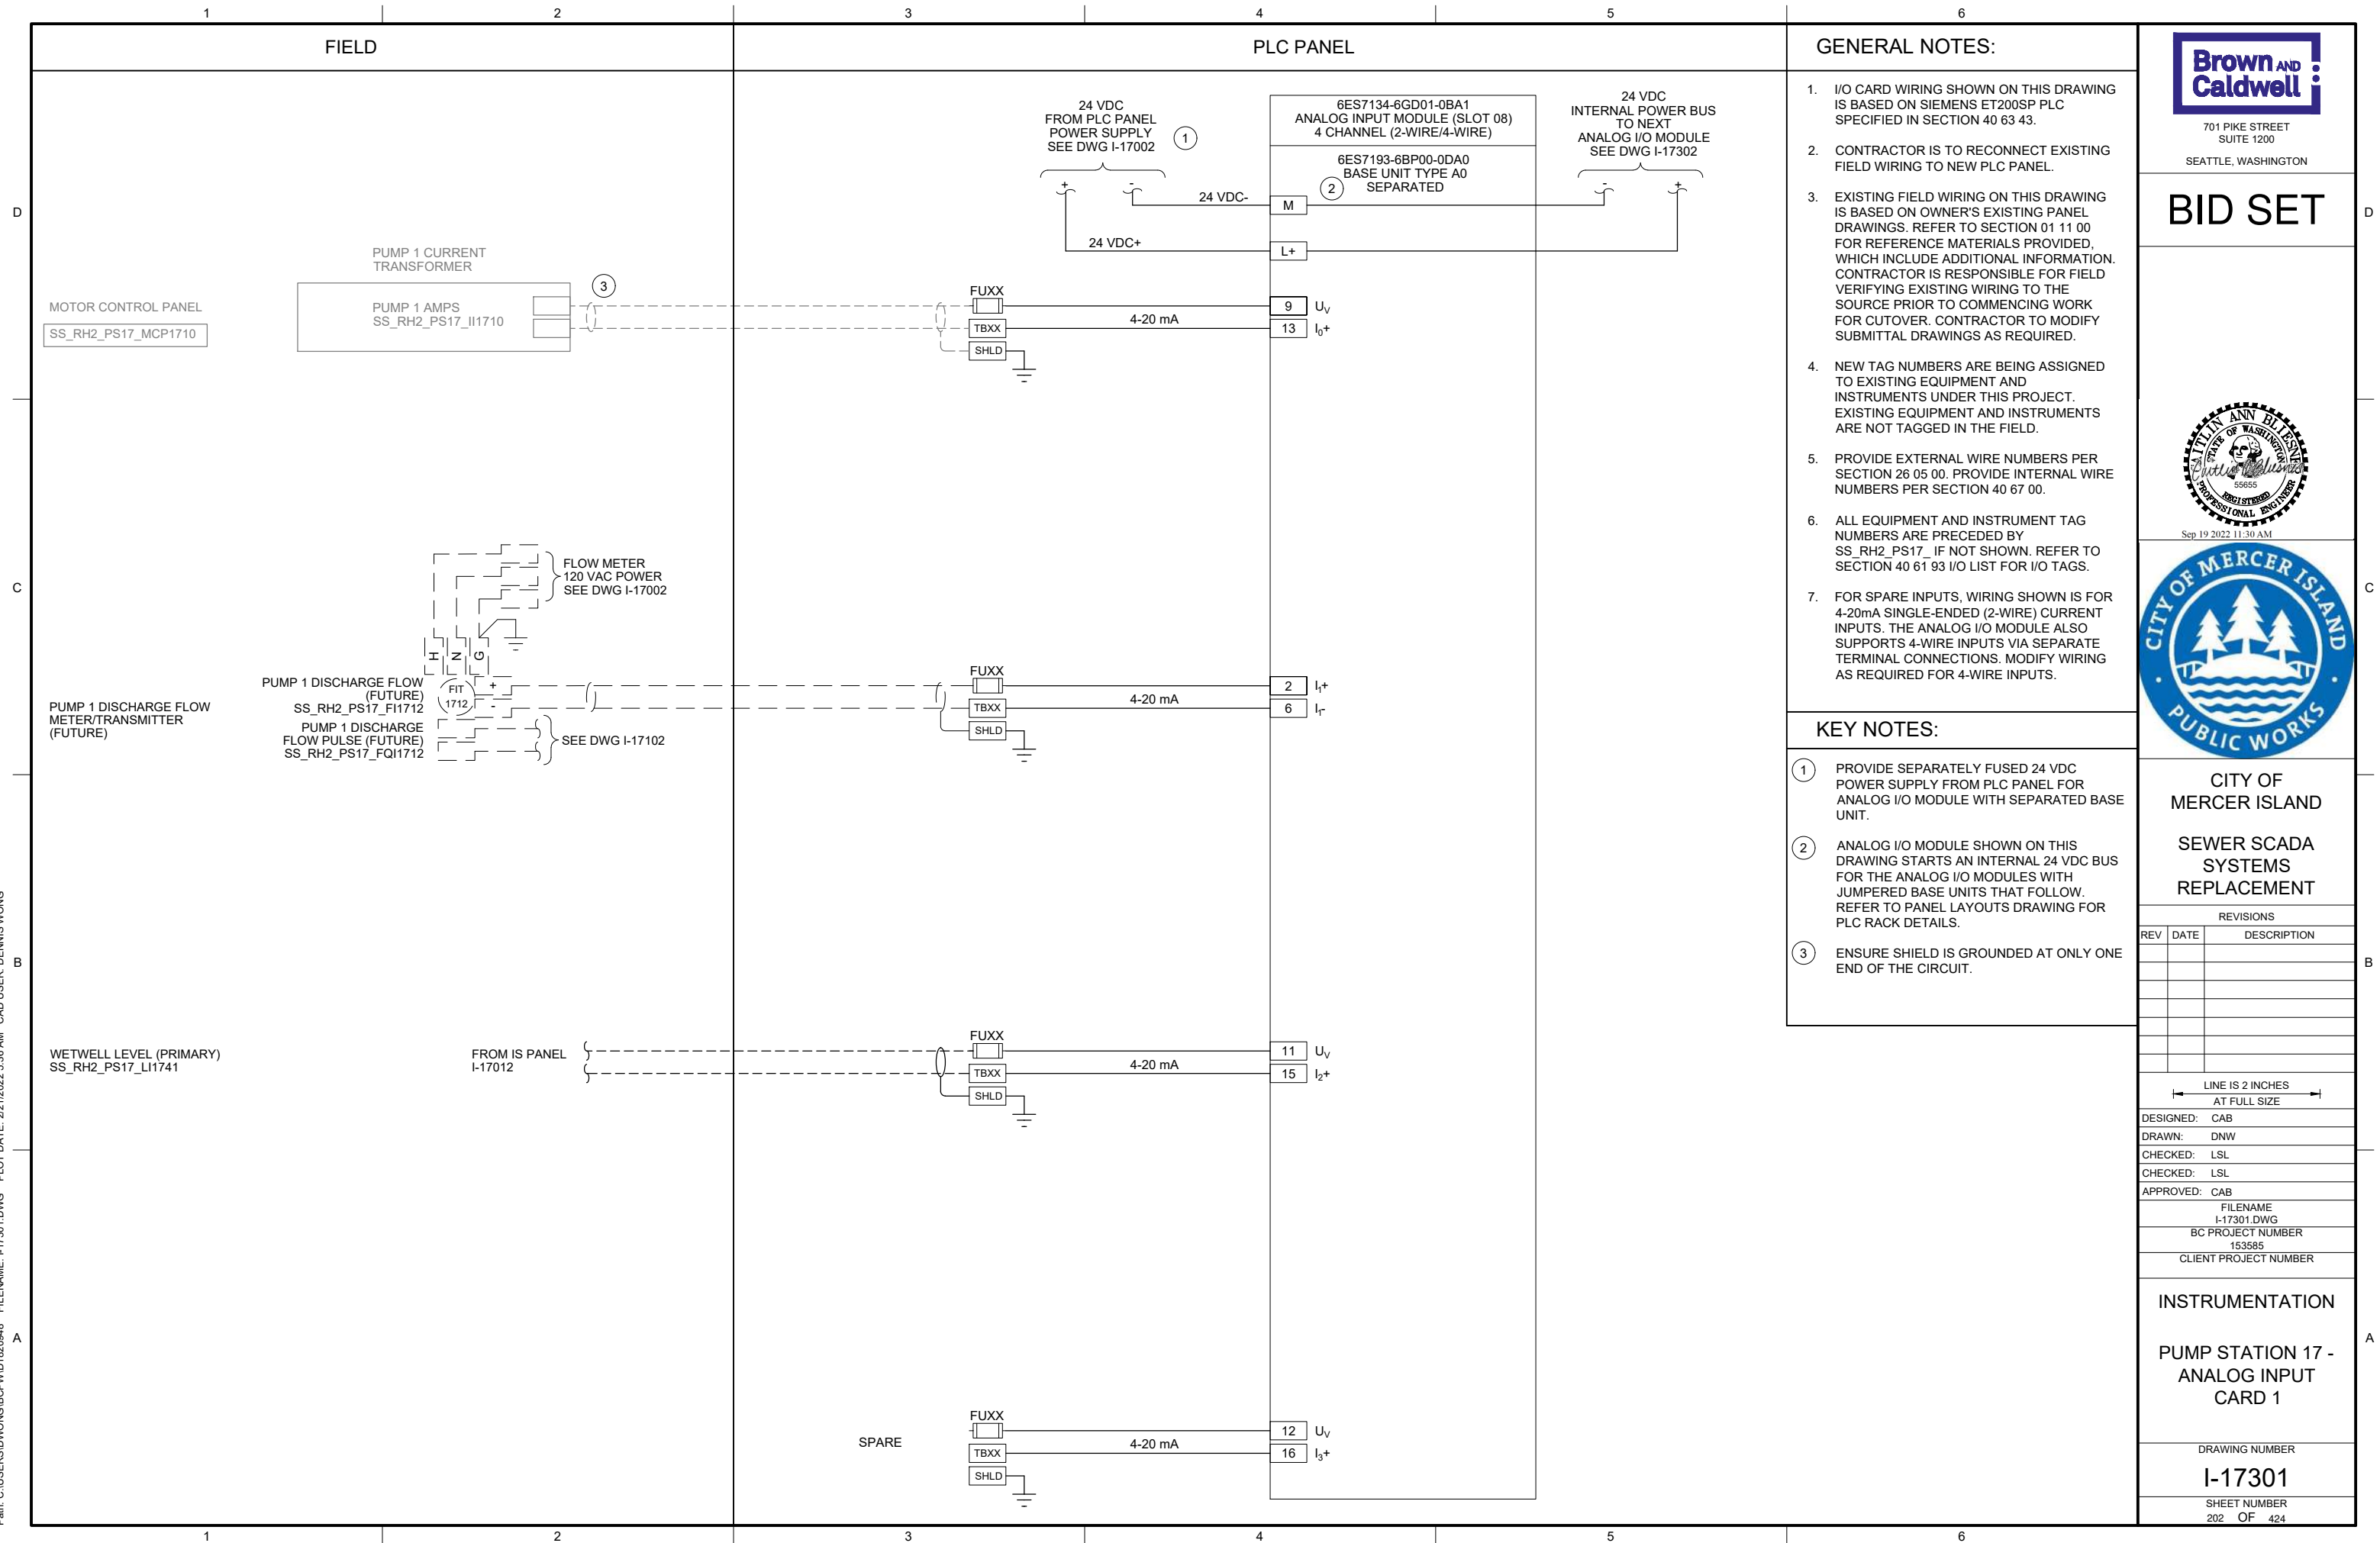 1 2 3 4 5 6
FIELD
PLC PANEL
24 VDC
FROM PLC PANEL
POWER SUPPLY
SEE DWG I-17002
1
6ES7134-6GD01-0BA1
ANALOG INPUT MODULE (SLOT 08)
4 CHANNEL (2-WIRE/4-WIRE)
6ES7193-6BP00-0DA0
BASE UNIT TYPE A0
SEPARATED
2
24 VDC
INTERNAL POWER BUS
TO NEXT
ANALOG I/O MODULE
SEE DWG I-17302
+ - - +
24 VDC- M
24 VDC+ L+
D
PUMP 1 CURRENT
TRANSFORMER
MOTOR CONTROL PANEL
SS_RH2_PS17_MCP1710
PUMP 1 AMPS
SS_RH2_PS17_II1710
3
FUXX
4-20 mA
TBXX
SHLD
9 Uv
13 I0+
C
FLOW METER
120 VAC POWER
SEE DWG I-17002
H N G
PUMP 1 DISCHARGE FLOW
METER/TRANSMITTER
(FUTURE)
PUMP 1 DISCHARGE FLOW
(FUTURE)
SS_RH2_PS17_FI1712
FIT
1712
+
-
PUMP 1 DISCHARGE
FLOW PULSE (FUTURE)
SS_RH2_PS17_FQI1712
SEE DWG I-17102
FUXX
4-20 mA
TBXX
SHLD
2 I1+
6 I1-
B
WETWELL LEVEL (PRIMARY)
SS_RH2_PS17_LI1741
FROM IS PANEL
I-17012
FUXX
4-20 mA
TBXX
SHLD
11 Uv
15 I2+
A
SPARE
FUXX
4-20 mA
TBXX
SHLD
12 Uv
16 I3+
GENERAL NOTES:
1. I/O CARD WIRING SHOWN ON THIS DRAWING
IS BASED ON SIEMENS ET200SP PLC
SPECIFIED IN SECTION 40 63 43.
2. CONTRACTOR IS TO RECONNECT EXISTING
FIELD WIRING TO NEW PLC PANEL.
3. EXISTING FIELD WIRING ON THIS DRAWING
IS BASED ON OWNER'S EXISTING PANEL
DRAWINGS. REFER TO SECTION 01 11 00
FOR REFERENCE MATERIALS PROVIDED,
WHICH INCLUDE ADDITIONAL INFORMATION.
CONTRACTOR IS RESPONSIBLE FOR FIELD
VERIFYING EXISTING WIRING TO THE
SOURCE PRIOR TO COMMENCING WORK
FOR CUTOVER. CONTRACTOR TO MODIFY
SUBMITTAL DRAWINGS AS REQUIRED.
4. NEW TAG NUMBERS ARE BEING ASSIGNED
TO EXISTING EQUIPMENT AND
INSTRUMENTS UNDER THIS PROJECT.
EXISTING EQUIPMENT AND INSTRUMENTS
ARE NOT TAGGED IN THE FIELD.
5. PROVIDE EXTERNAL WIRE NUMBERS PER
SECTION 26 05 00. PROVIDE INTERNAL WIRE
NUMBERS PER SECTION 40 67 00.
6. ALL EQUIPMENT AND INSTRUMENT TAG
NUMBERS ARE PRECEDED BY
SS_RH2_PS17_ IF NOT SHOWN. REFER TO
SECTION 40 61 93 I/O LIST FOR I/O TAGS.
7. FOR SPARE INPUTS, WIRING SHOWN IS FOR
4-20mA SINGLE-ENDED (2-WIRE) CURRENT
INPUTS. THE ANALOG I/O MODULE ALSO
SUPPORTS 4-WIRE INPUTS VIA SEPARATE
TERMINAL CONNECTIONS. MODIFY WIRING
AS REQUIRED FOR 4-WIRE INPUTS.
KEY NOTES:
1 PROVIDE SEPARATELY FUSED 24 VDC
POWER SUPPLY FROM PLC PANEL FOR
ANALOG I/O MODULE WITH SEPARATED BASE
UNIT.
2 ANALOG I/O MODULE SHOWN ON THIS
DRAWING STARTS AN INTERNAL 24 VDC BUS
FOR THE ANALOG I/O MODULES WITH
JUMPERED BASE UNITS THAT FOLLOW.
REFER TO PANEL LAYOUTS DRAWING FOR
PLC RACK DETAILS.
3 ENSURE SHIELD IS GROUNDED AT ONLY ONE
END OF THE CIRCUIT.
Brown AND
Caldwell
701 PIKE STREET
SUITE 1200
SEATTLE, WASHINGTON
BID SET
STATE OF WASHINGTON
55655
REGISTERED
PROFESSIONAL ENGINEER
Sep 19 2022 11:30 AM
CITY OF MERCER ISLAND
PUBLIC WORKS
CITY OF
MERCER ISLAND
SEWER SCADA
SYSTEMS
REPLACEMENT
REVISIONS
REV DATE DESCRIPTION
LINE IS 2 INCHES
AT FULL SIZE
DESIGNED: CAB
DRAWN: DNW
CHECKED: LSL
CHECKED: LSL
APPROVED: CAB
FILENAME
I-17301.DWG
BC PROJECT NUMBER
153585
CLIENT PROJECT NUMBER
INSTRUMENTATION
PUMP STATION 17 -
ANALOG INPUT
CARD 1
DRAWING NUMBER
I-17301
SHEET NUMBER
202 OF 424
D
C
B
A
1 2 3 4 5 6